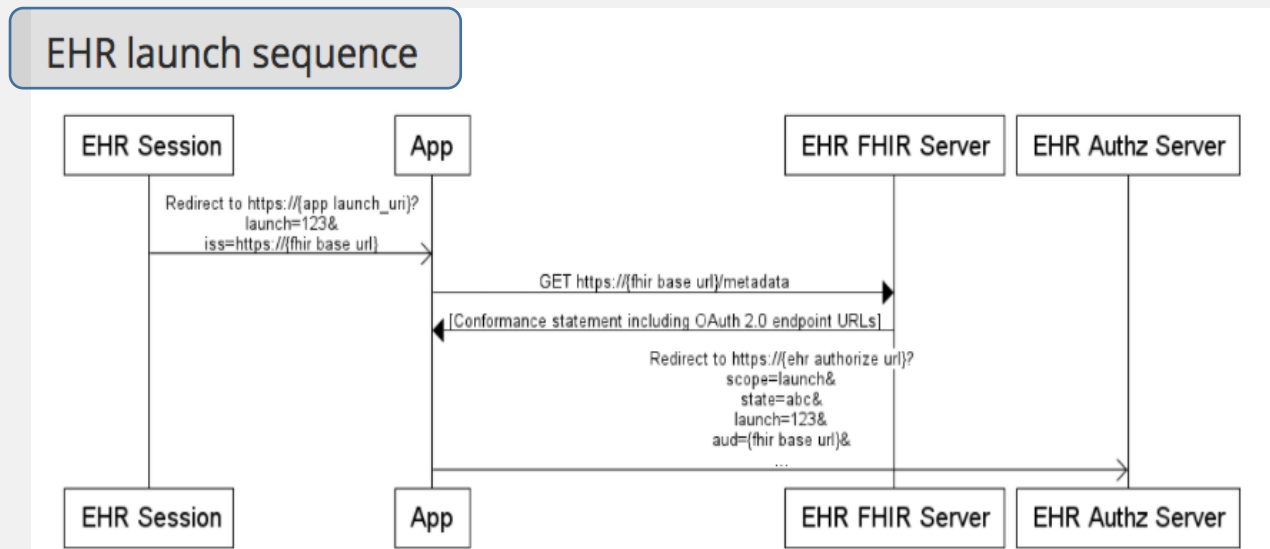 EHR launch sequence
EHR Session
App
EHR FHIR Server
EHR Authz Server
Redirect to https://{app launch_uri}?
launch=123&
iss=https://{fhir base url}
GET https://{fhir base url}/metadata
[Conformance statement including OAuth 2.0 endpoint URLs]
Redirect to https://{ehr authorize url}?
scope=launch&
state=abc&
launch=123&
aud={fhir base url}&
...
EHR Session
App
EHR FHIR Server
EHR Authz Server